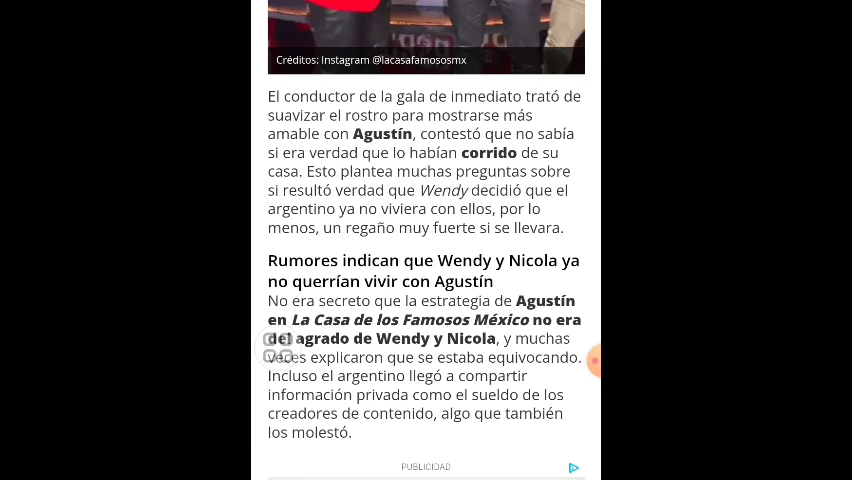 Créditos: Instagram @lacasafamososmx
El conductor de la gala de inmediato trató de
suavizar el rostro para mostrarse más
amable con Agustín, contestó que no sabía
si era verdad que lo habían corrido de su
casa. Esto plantea muchas preguntas sobre
si resultó verdad que Wendy decidió que el
argentino ya no viviera con ellos, por lo
menos, un regaño muy fuerte si se llevara.
Rumores indican que Wendy y Nicola ya
no querrían vivir con Agustín
No era secreto que la estrategia de Agustín
en La Casa de los Famosos México no era
del agrado de Wendy y Nicola, y muchas
veces explicaron que se estaba equivocando.
Incluso el argentino llegó a compartir
información privada como el sueldo de los
creadores de contenido, algo que también
los molestó.
PUBLICIDAD